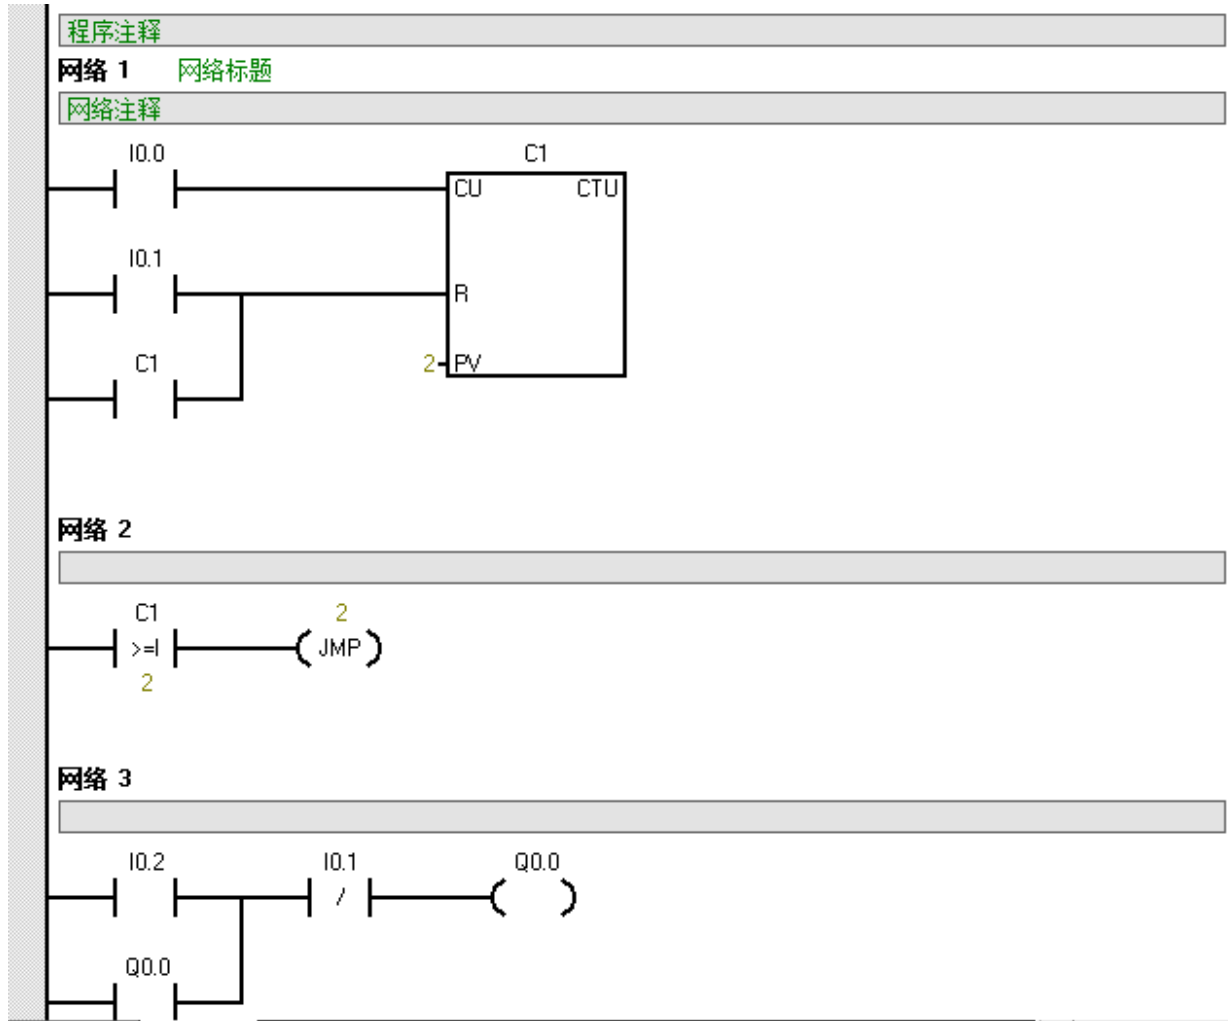 程序注释
网络 1 网络标题
网络注释
I0.0 C1
CU CTU
I0.1
R
C1
2 PV
网络 2
C1 2
>=I JMP
2
网络 3
I0.2 I0.1 Q0.0
/
Q0.0